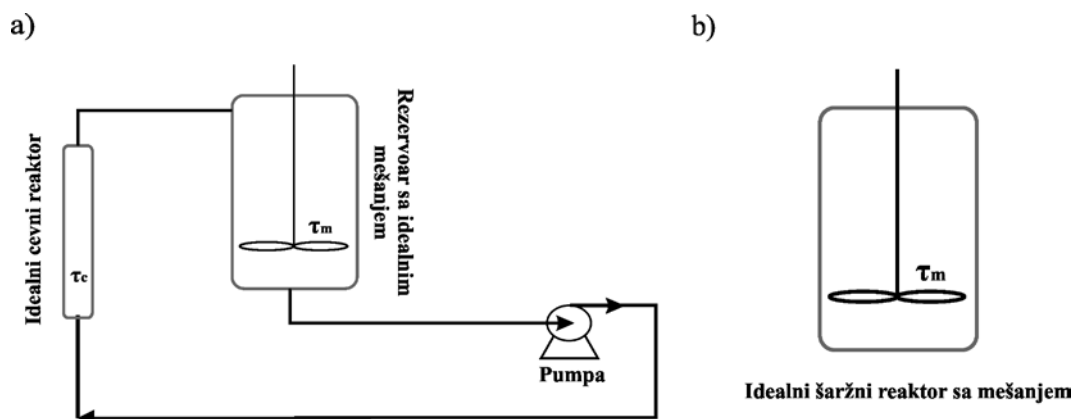 a)
Idealni cevni reaktor
τc
τm
Rezervoar sa idealnim
mešanjem
Pumpa
b)
τm
Idealni šaržni reaktor sa mešanjem